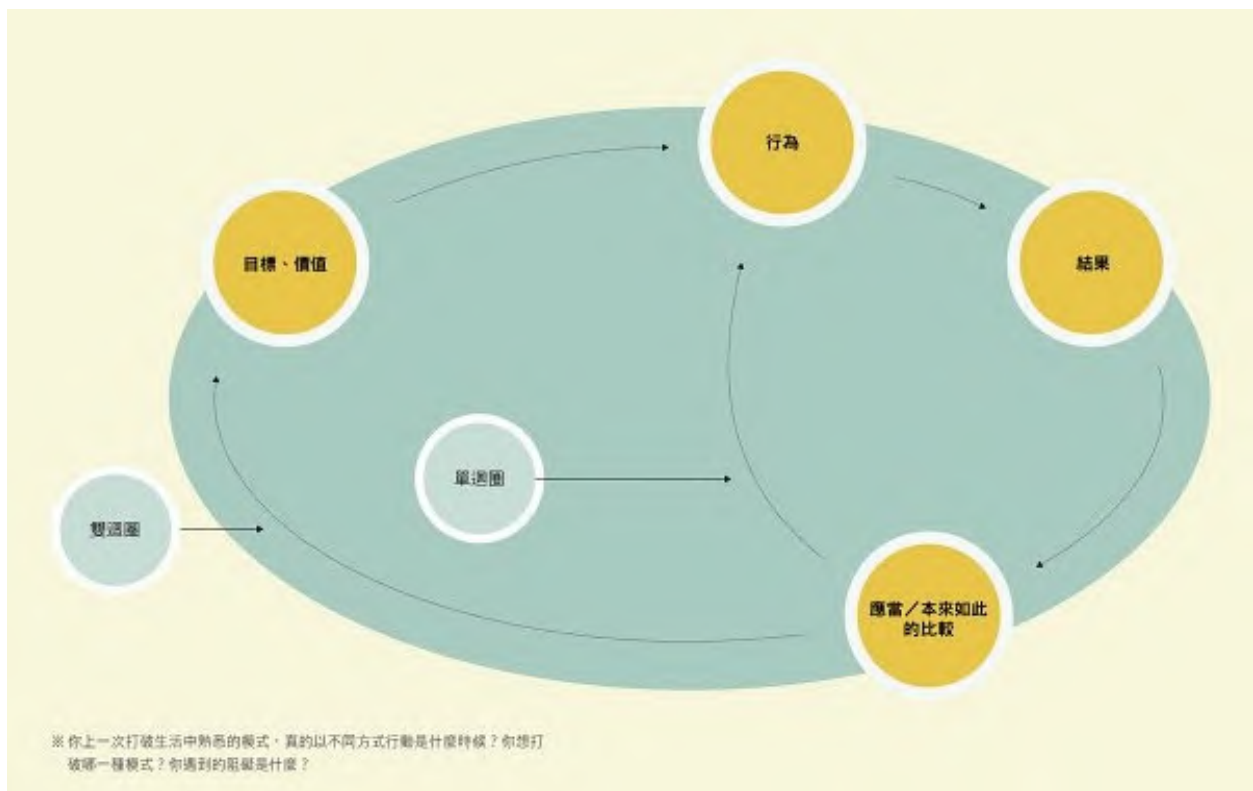 行為
目標、價值
結果
單迴圈
雙迴圈
應當／本來如此
的比較
※ 你上一次打破生活中熟悉的模式，真的以不同方式行動是什麼時候？你想打
破哪一種模式？你遇到的阻礙是什麼？